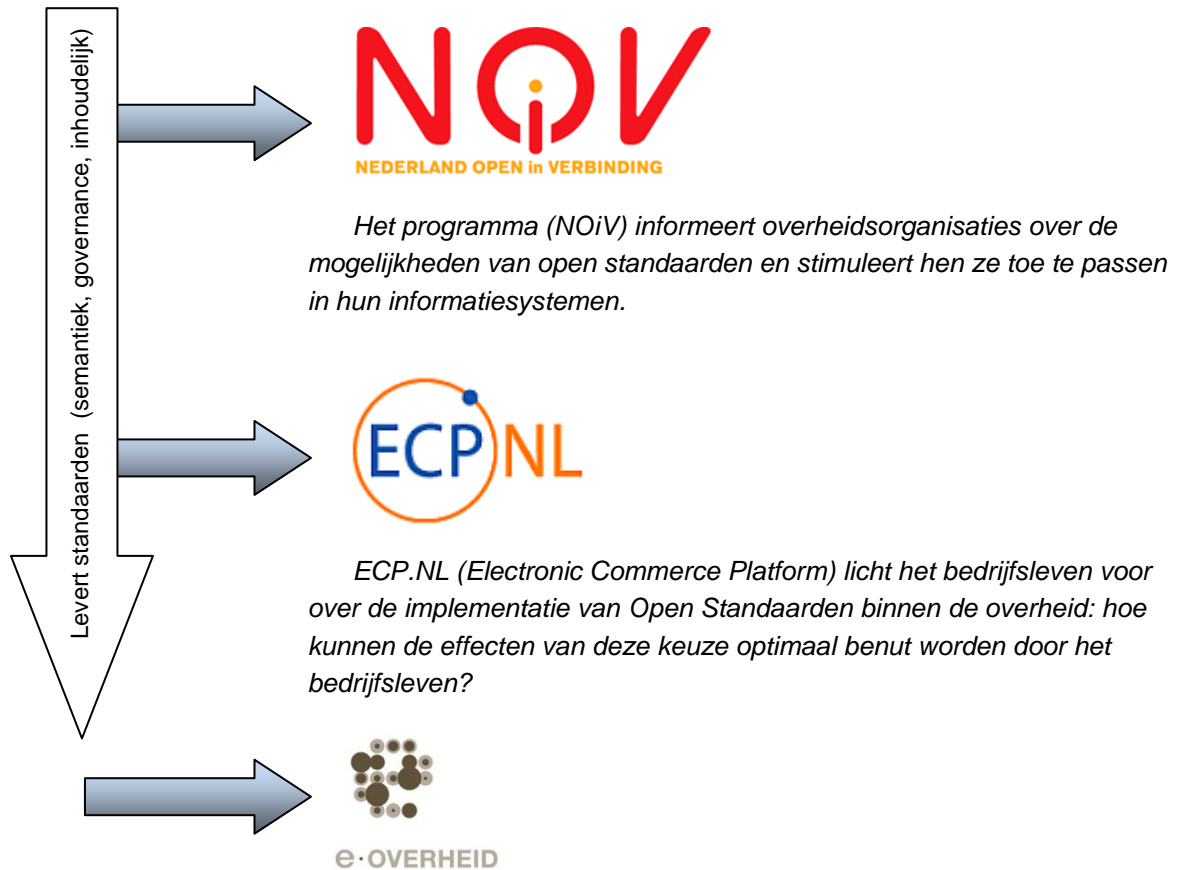 Levert standaarden (semantiek, governance, inhoudelijk)
NOiV
NEDERLAND OPEN in VERBINDING
Het programma (NOiV) informeert overheidsorganisaties over de
mogelijkheden van open standaarden en stimuleert hen ze toe te passen
in hun informatiesystemen.
ECP NL
ECP.NL (Electronic Commerce Platform) licht het bedrijfsleven voor
over de implementatie van Open Standaarden binnen de overheid: hoe
kunnen de effecten van deze keuze optimaal benut worden door het
bedrijfsleven?
e·OVERHEID